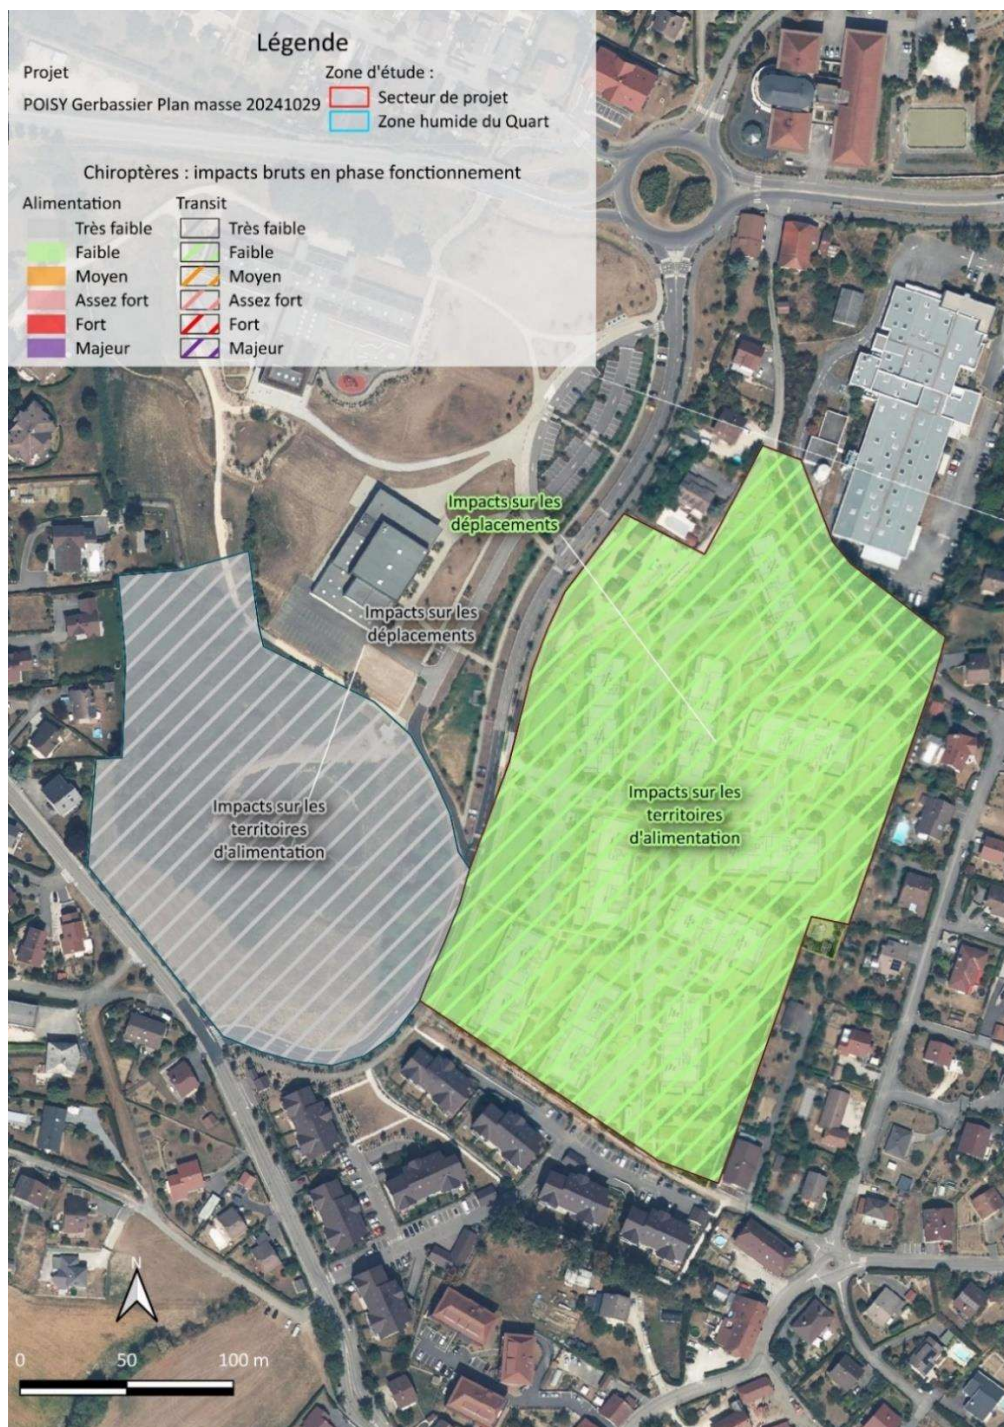 Légende
Projet
POISY Gerbassier Plan masse 20241029
Zone d'étude :
Secteur de projet
Zone humide du Quart
Chiroptères : impacts bruts en phase fonctionnement
Alimentation
Très faible
Faible
Moyen
Assez fort
Fort
Majeur
Transit
Très faible
Faible
Moyen
Assez fort
Fort
Majeur
Impacts sur les
déplacements
Impacts sur les
déplacements
Impacts sur les
territoires
d'alimentation
Impacts sur les
territoires
d'alimentation
N
0 50 100 m